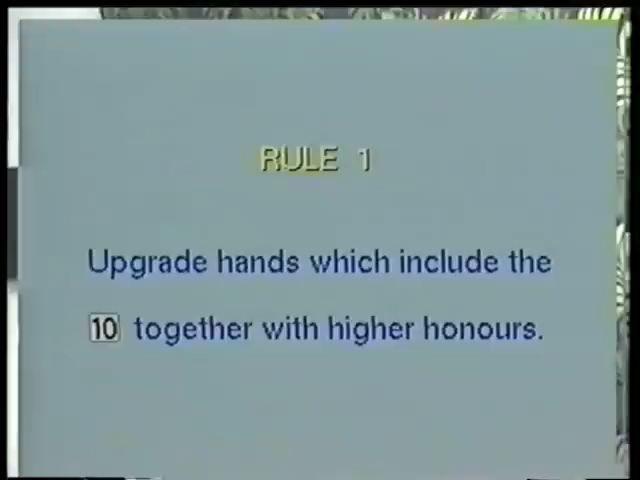 RULE 1
Upgrade hands which include the
10 together with higher honours.